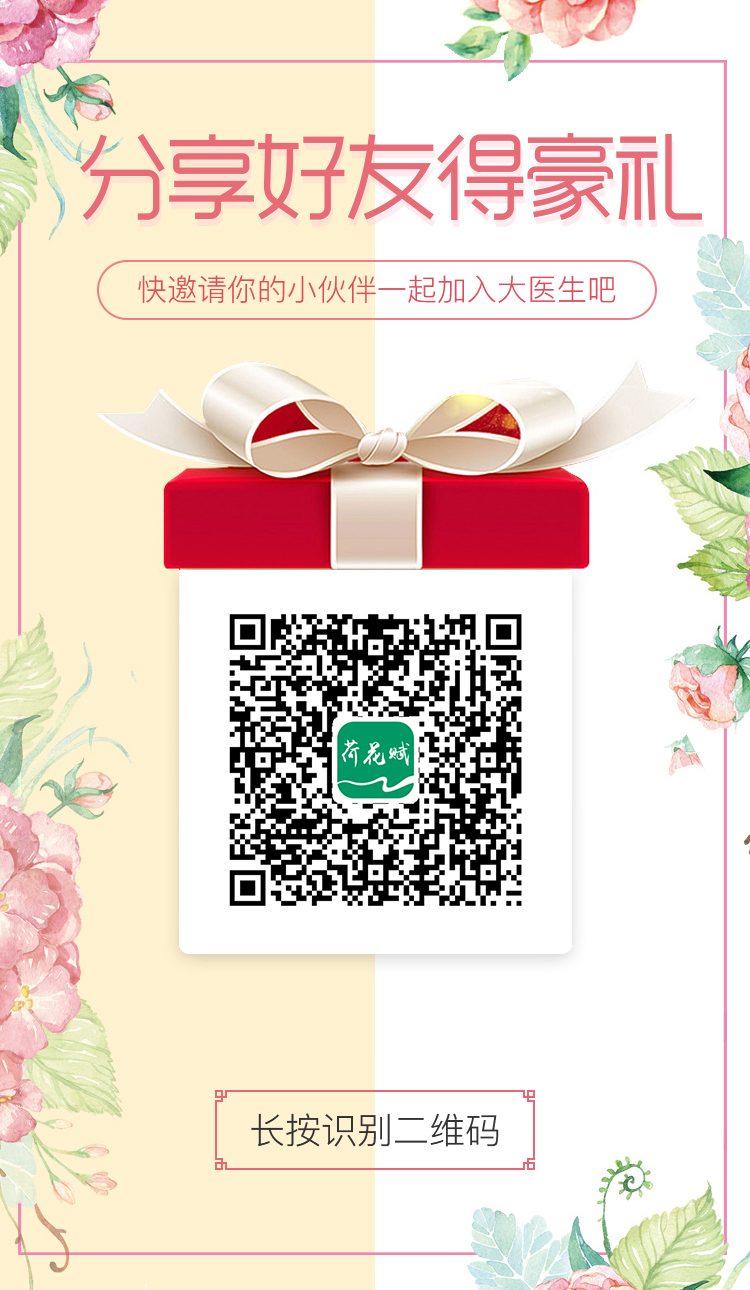 分享好友得豪礼
快邀请你的小伙伴一起加入大医生吧
荷花赋
长按识别二维码